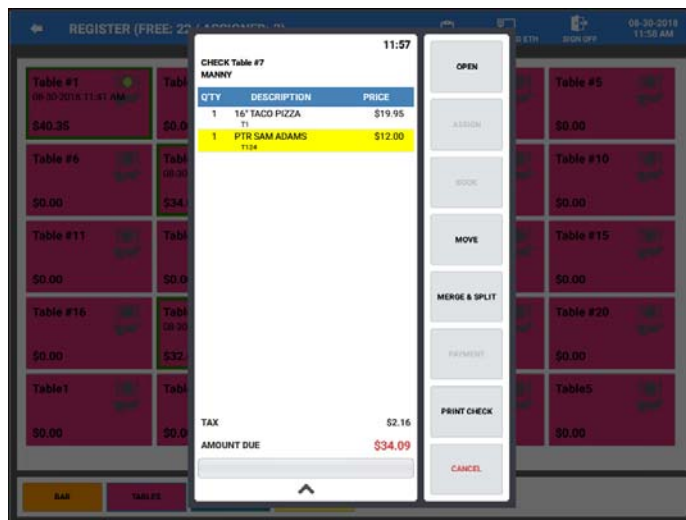 REGISTER (FREE: 22 / ASSIGNED: 3)
08-30-2018
11:58 AM
SIGN OFF
11:57
CHECK Table #7
MANNY
QTY DESCRIPTION PRICE
1 16" TACO PIZZA $19.95
T1
1 PTR SAM ADAMS $12.00
T124
TAX $2.16
AMOUNT DUE $34.09
OPEN
ASSIGN
BOOK
MOVE
MERGE & SPLIT
PAYMENT
PRINT CHECK
CANCEL
Table #1
08-30-2018 11:41 AM
$40.35
Table #5
$0.00
Table #6
$0.00
Table #10
$0.00
Table #11
$0.00
Table #15
$0.00
Table #16
$0.00
Table #20
$0.00
Table1
$0.00
Table5
$0.00
BAR
TABLES